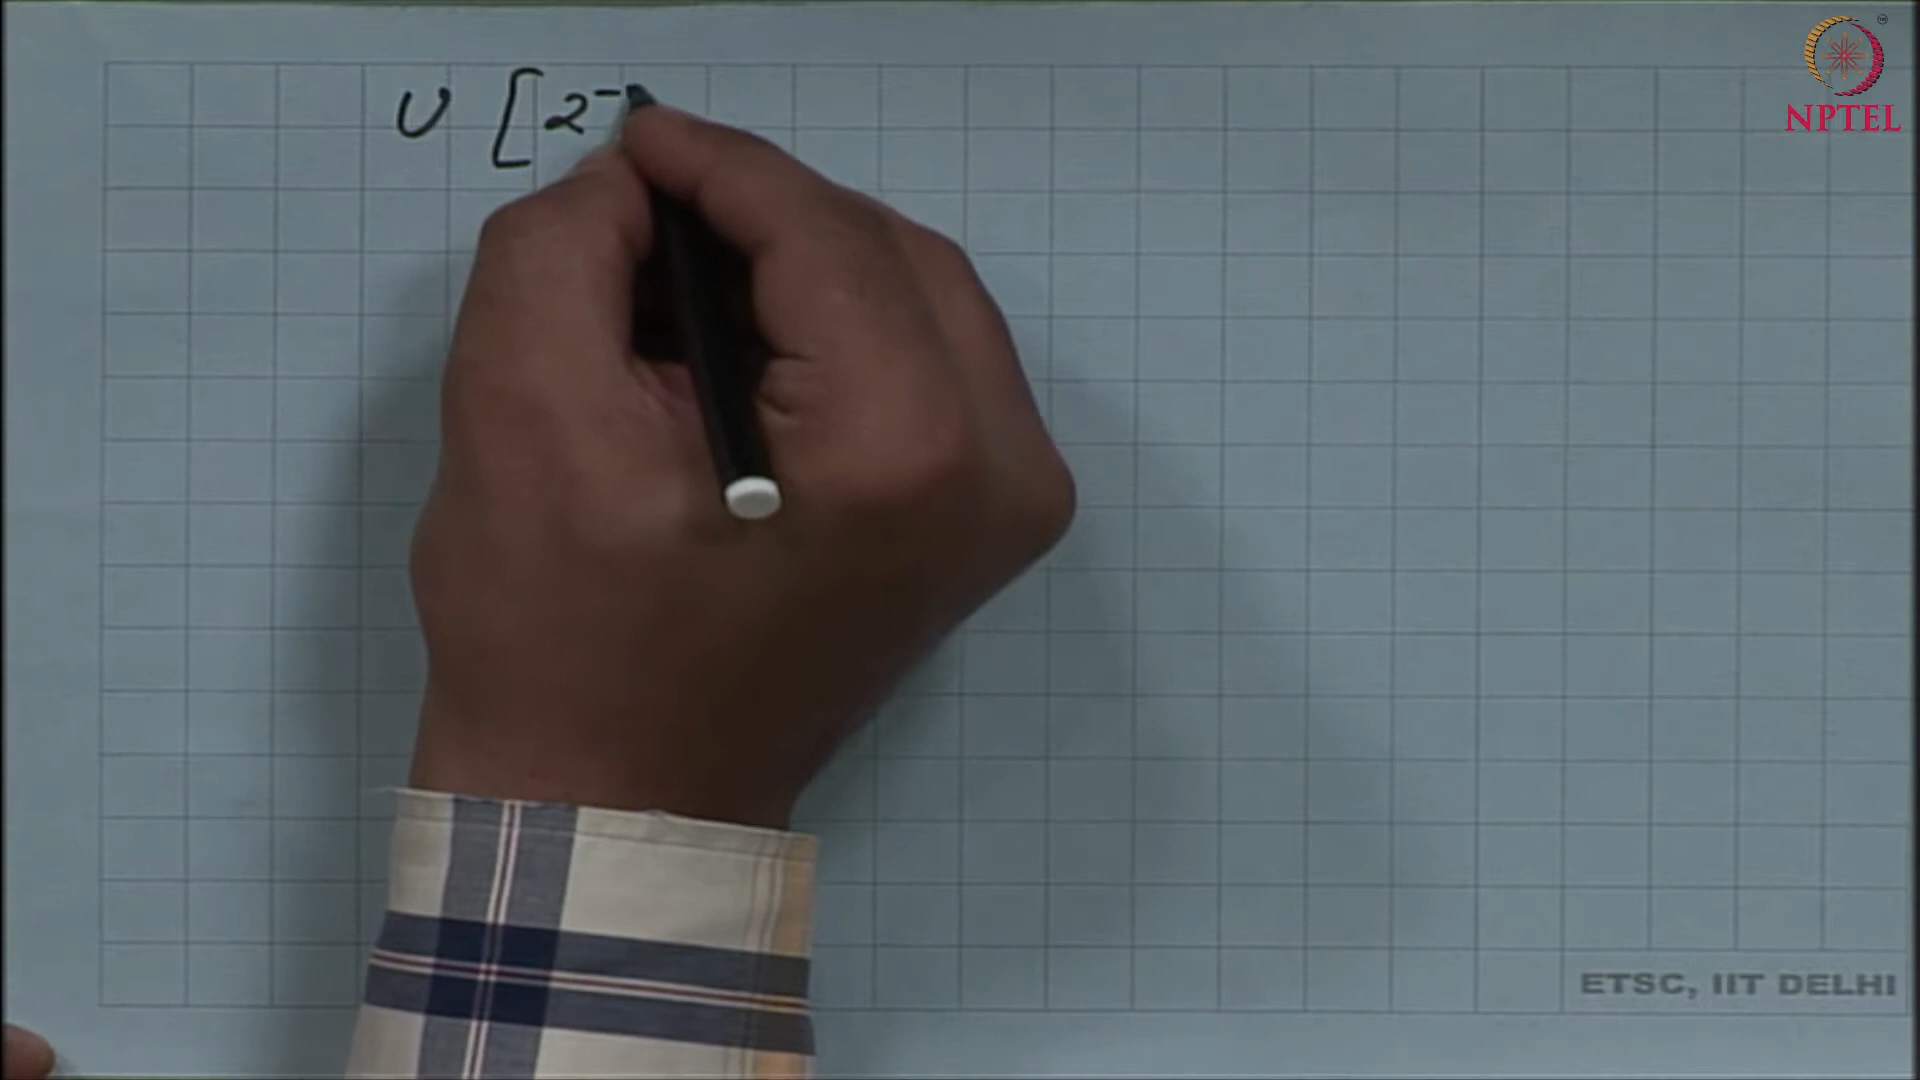 U [2⁻
NPTEL
ETSC, IIT DELHI